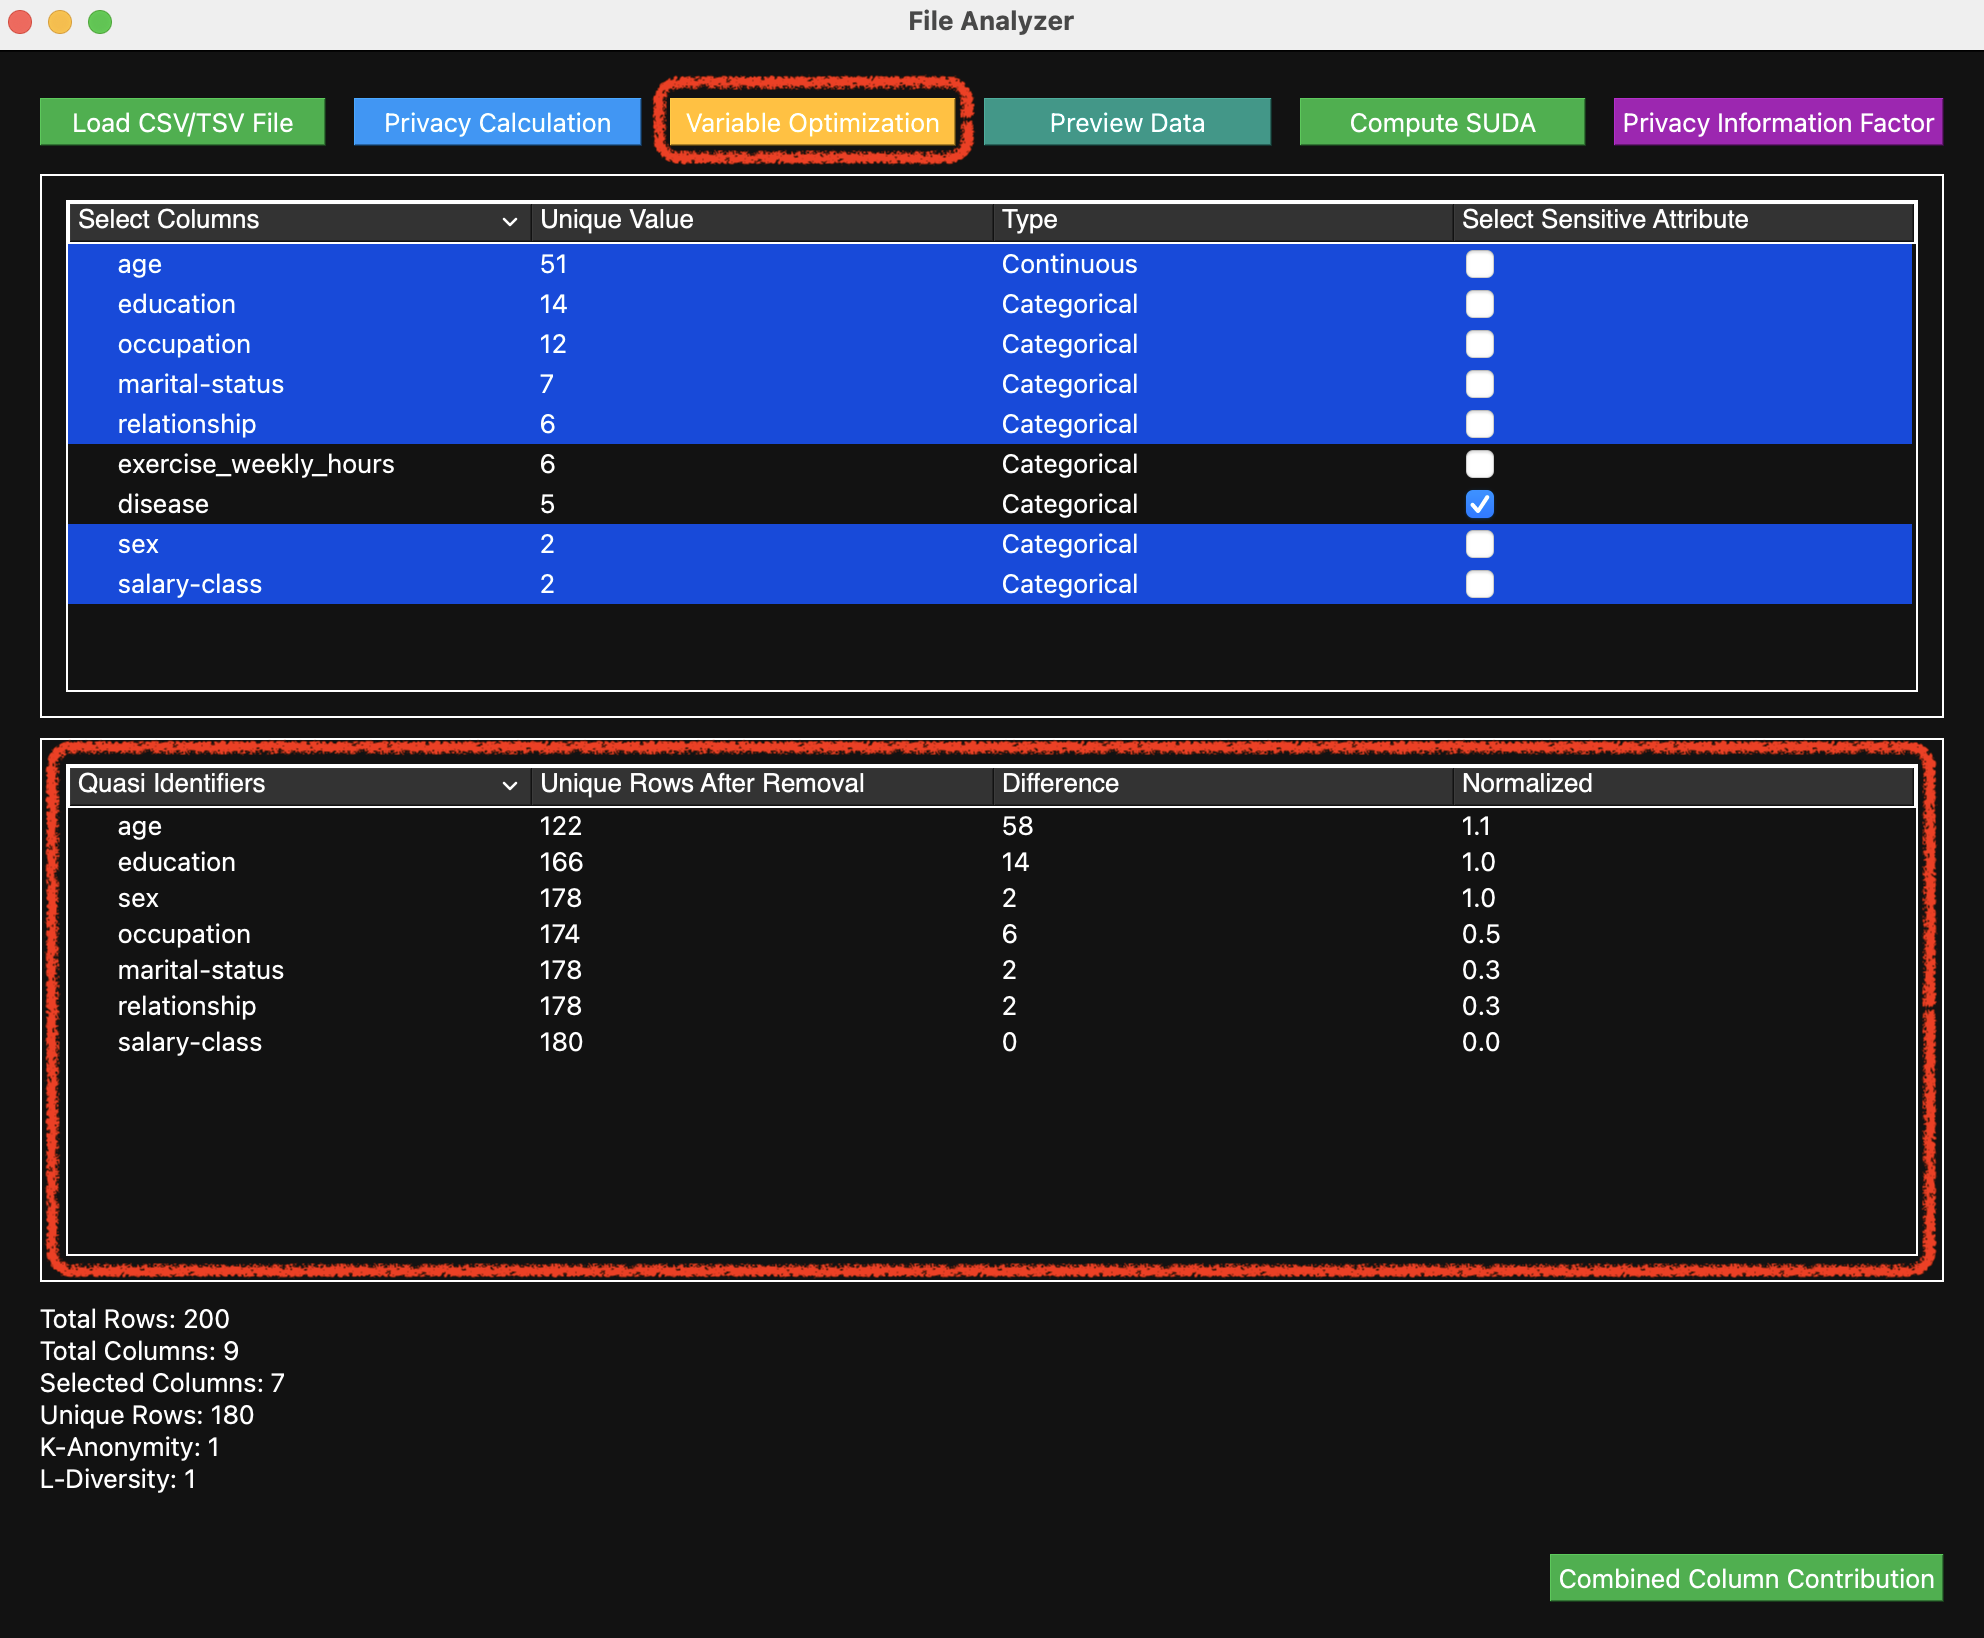 File Analyzer
Load CSV/TSV File Privacy Calculation Variable Optimization Preview Data Compute SUDA Privacy Information Factor
Select Columns Unique Value Type Select Sensitive Attribute
age 51 Continuous
education 14 Categorical
occupation 12 Categorical
marital-status 7 Categorical
relationship 6 Categorical
exercise_weekly_hours 6 Categorical
disease 5 Categorical
sex 2 Categorical
salary-class 2 Categorical
Quasi Identifiers Unique Rows After Removal Difference Normalized
age 122 58 1.1
education 166 14 1.0
sex 178 2 1.0
occupation 174 6 0.5
marital-status 178 2 0.3
relationship 178 2 0.3
salary-class 180 0 0.0
Total Rows: 200
Total Columns: 9
Selected Columns: 7
Unique Rows: 180
K-Anonymity: 1
L-Diversity: 1
Combined Column Contribution